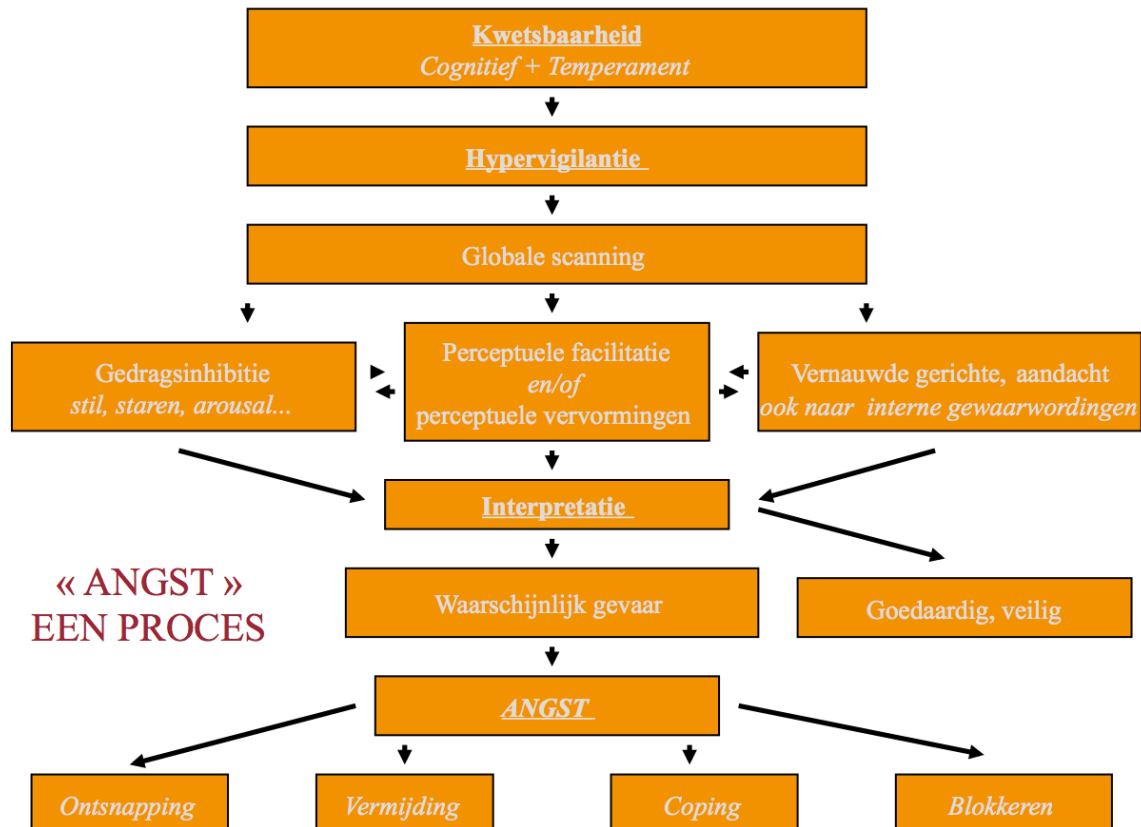 Kwetsbaarheid
Cognitief + Temperament
Hypervigilantie
Globale scanning
Gedragsinhibitie
stil, staren, arousal...
Perceptuele facilitatie
en/of
perceptuele vervormingen
Vernauwde gerichte, aandacht
ook naar interne gewaarwordingen
Interpretatie
« ANGST »
EEN PROCES
Waarschijnlijk gevaar
Goedaardig, veilig
ANGST
Ontsnapping
Vermijding
Coping
Blokkeren